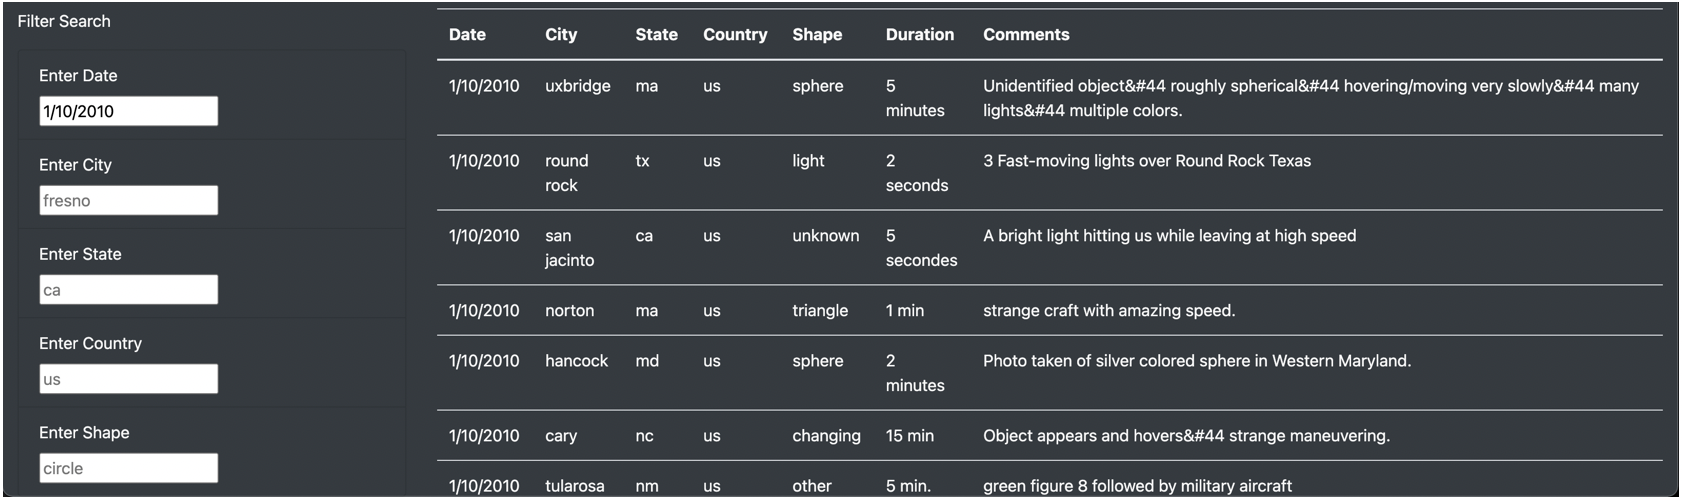 Filter Search
Enter Date
1/10/2010
Enter City
fresno
Enter State
ca
Enter Country
us
Enter Shape
circle
Date City State Country Shape Duration Comments
1/10/2010 uxbridge ma us sphere 5 Unidentified object&#44 roughly spherical&#44 hovering/moving very slowly&#44 many
minutes lights&#44 multiple colors.
1/10/2010 round tx us light 2 3 Fast-moving lights over Round Rock Texas
rock seconds
1/10/2010 san ca us unknown 5 A bright light hitting us while leaving at high speed
jacinto secondes
1/10/2010 norton ma us triangle 1 min strange craft with amazing speed.
1/10/2010 hancock md us sphere 2 Photo taken of silver colored sphere in Western Maryland.
minutes
1/10/2010 cary nc us changing 15 min Object appears and hovers&#44 strange maneuvering.
1/10/2010 tularosa nm us other 5 min. green figure 8 followed by military aircraft